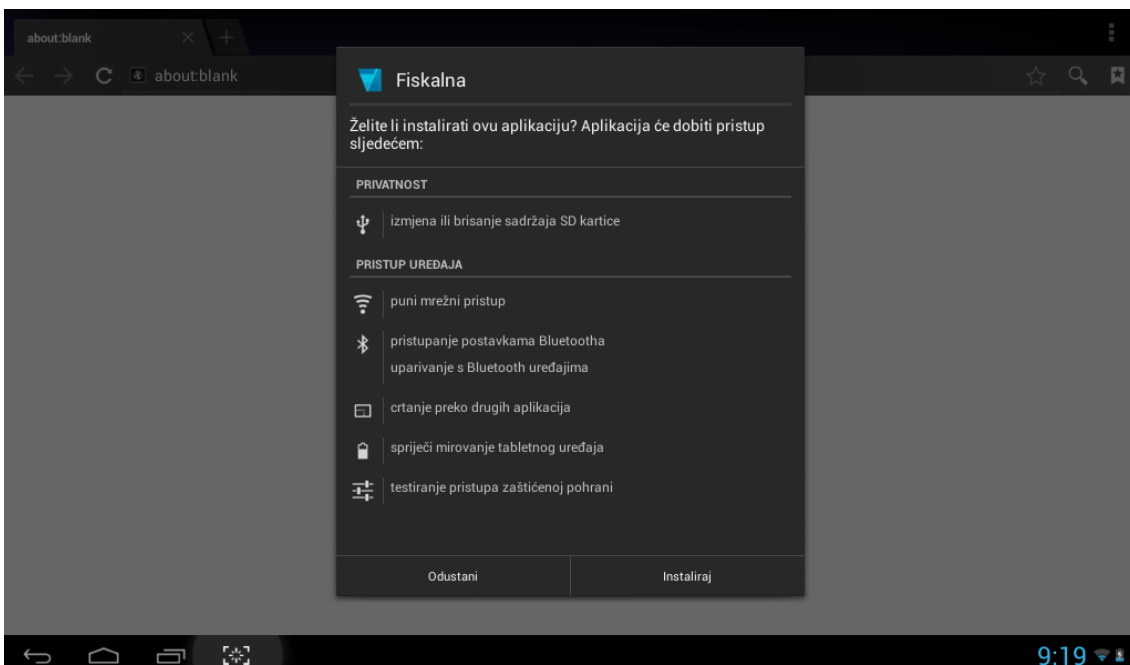 about:blank
about:blank
Fiskalna
Želite li instalirati ovu aplikaciju? Aplikacija će dobiti pristup
sljedećem:
PRIVATNOST
izmjena ili brisanje sadržaja SD kartice
PRISTUP UREĐAJA
puni mrežni pristup
pristupanje postavkama Bluetootha
uparivanje s Bluetooth uređajima
crtanje preko drugih aplikacija
spriječi mirovanje tabletnog uređaja
testiranje pristupa zaštićenoj pohrani
Odustani
Instaliraj
9:19